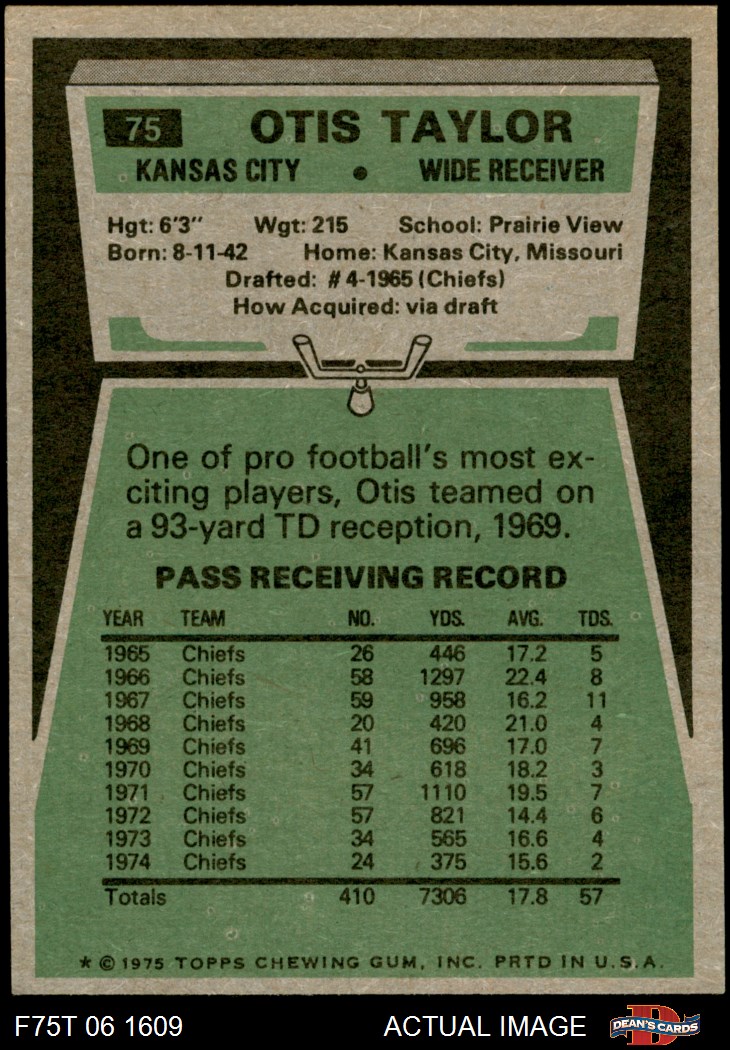 75 OTIS TAYLOR
KANSAS CITY • WIDE RECEIVER
Hgt: 6'3" Wgt: 215 School: Prairie View
Born: 8-11-42 Home: Kansas City, Missouri
Drafted: #4-1965 (Chiefs)
How Acquired: via draft
One of pro football's most ex-
citing players, Otis teamed on
a 93-yard TD reception, 1969.
PASS RECEIVING RECORD
YEAR TEAM NO. YDS. AVG. TDS.
1965 Chiefs 26 446 17.2 5
1966 Chiefs 58 1297 22.4 8
1967 Chiefs 59 958 16.2 11
1968 Chiefs 20 420 21.0 4
1969 Chiefs 41 696 17.0 7
1970 Chiefs 34 618 18.2 3
1971 Chiefs 57 1110 19.5 7
1972 Chiefs 57 821 14.4 6
1973 Chiefs 34 565 16.6 4
1974 Chiefs 24 375 15.6 2
Totals 410 7306 17.8 57
* © 1975 TOPPS CHEWING GUM, INC. PRTD IN U.S.A.
F75T 06 1609 ACTUAL IMAGE D DEAN'S CARDS